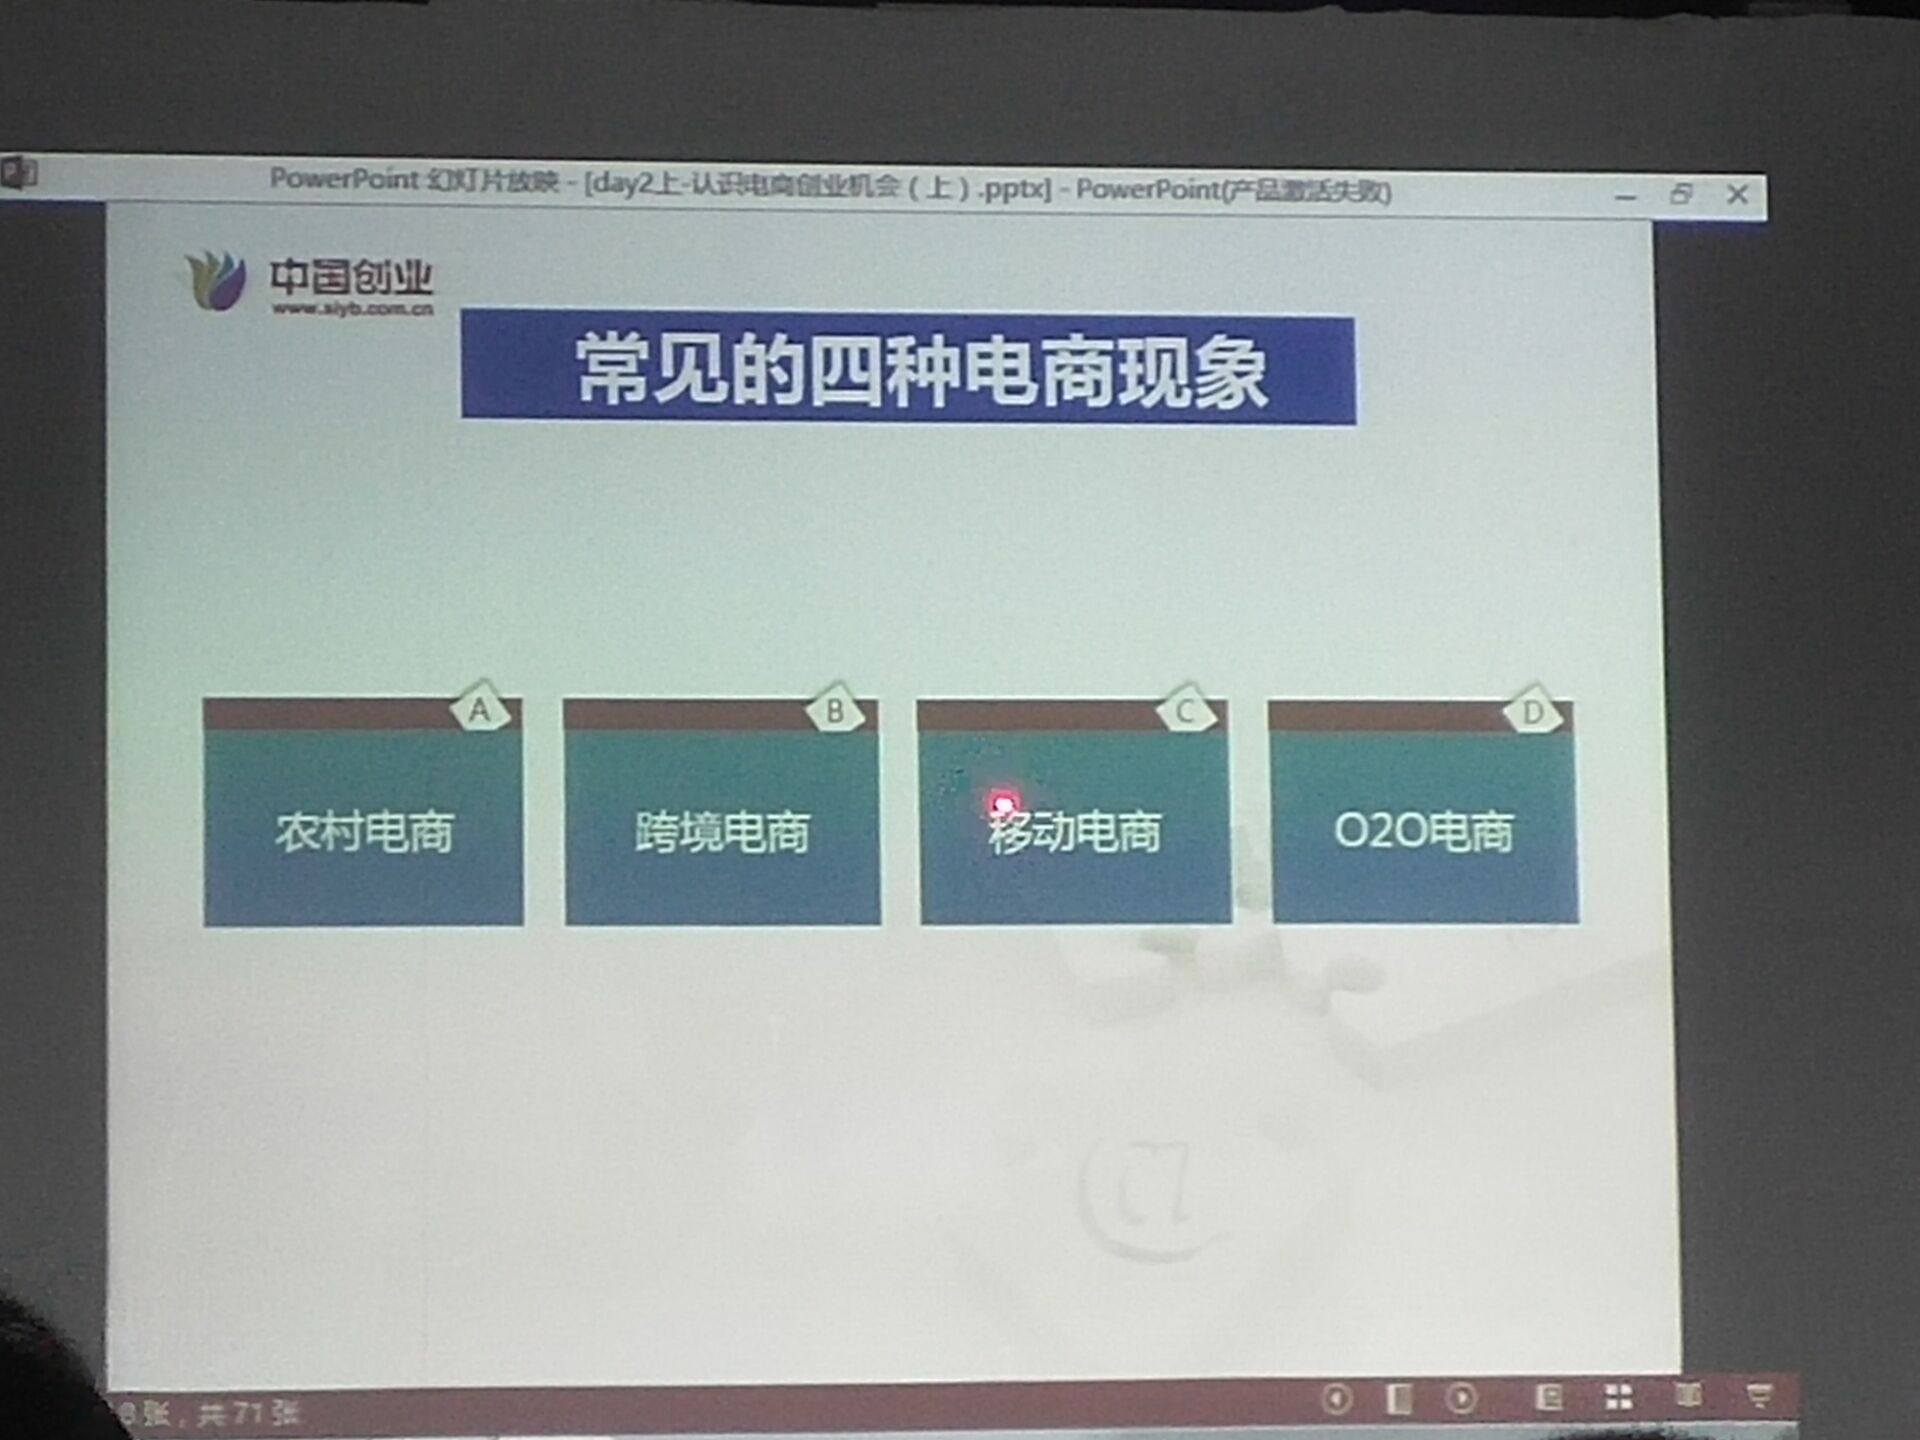 PowerPoint 幻灯片放映 - [day2上-认识电商创业机会（上）.pptx] - PowerPoint(产品激活失败)
中国创业
www.siyb.com.cn
常见的四种电商现象
A B C D
农村电商 跨境电商 移动电商 O2O电商
张，共 71 张